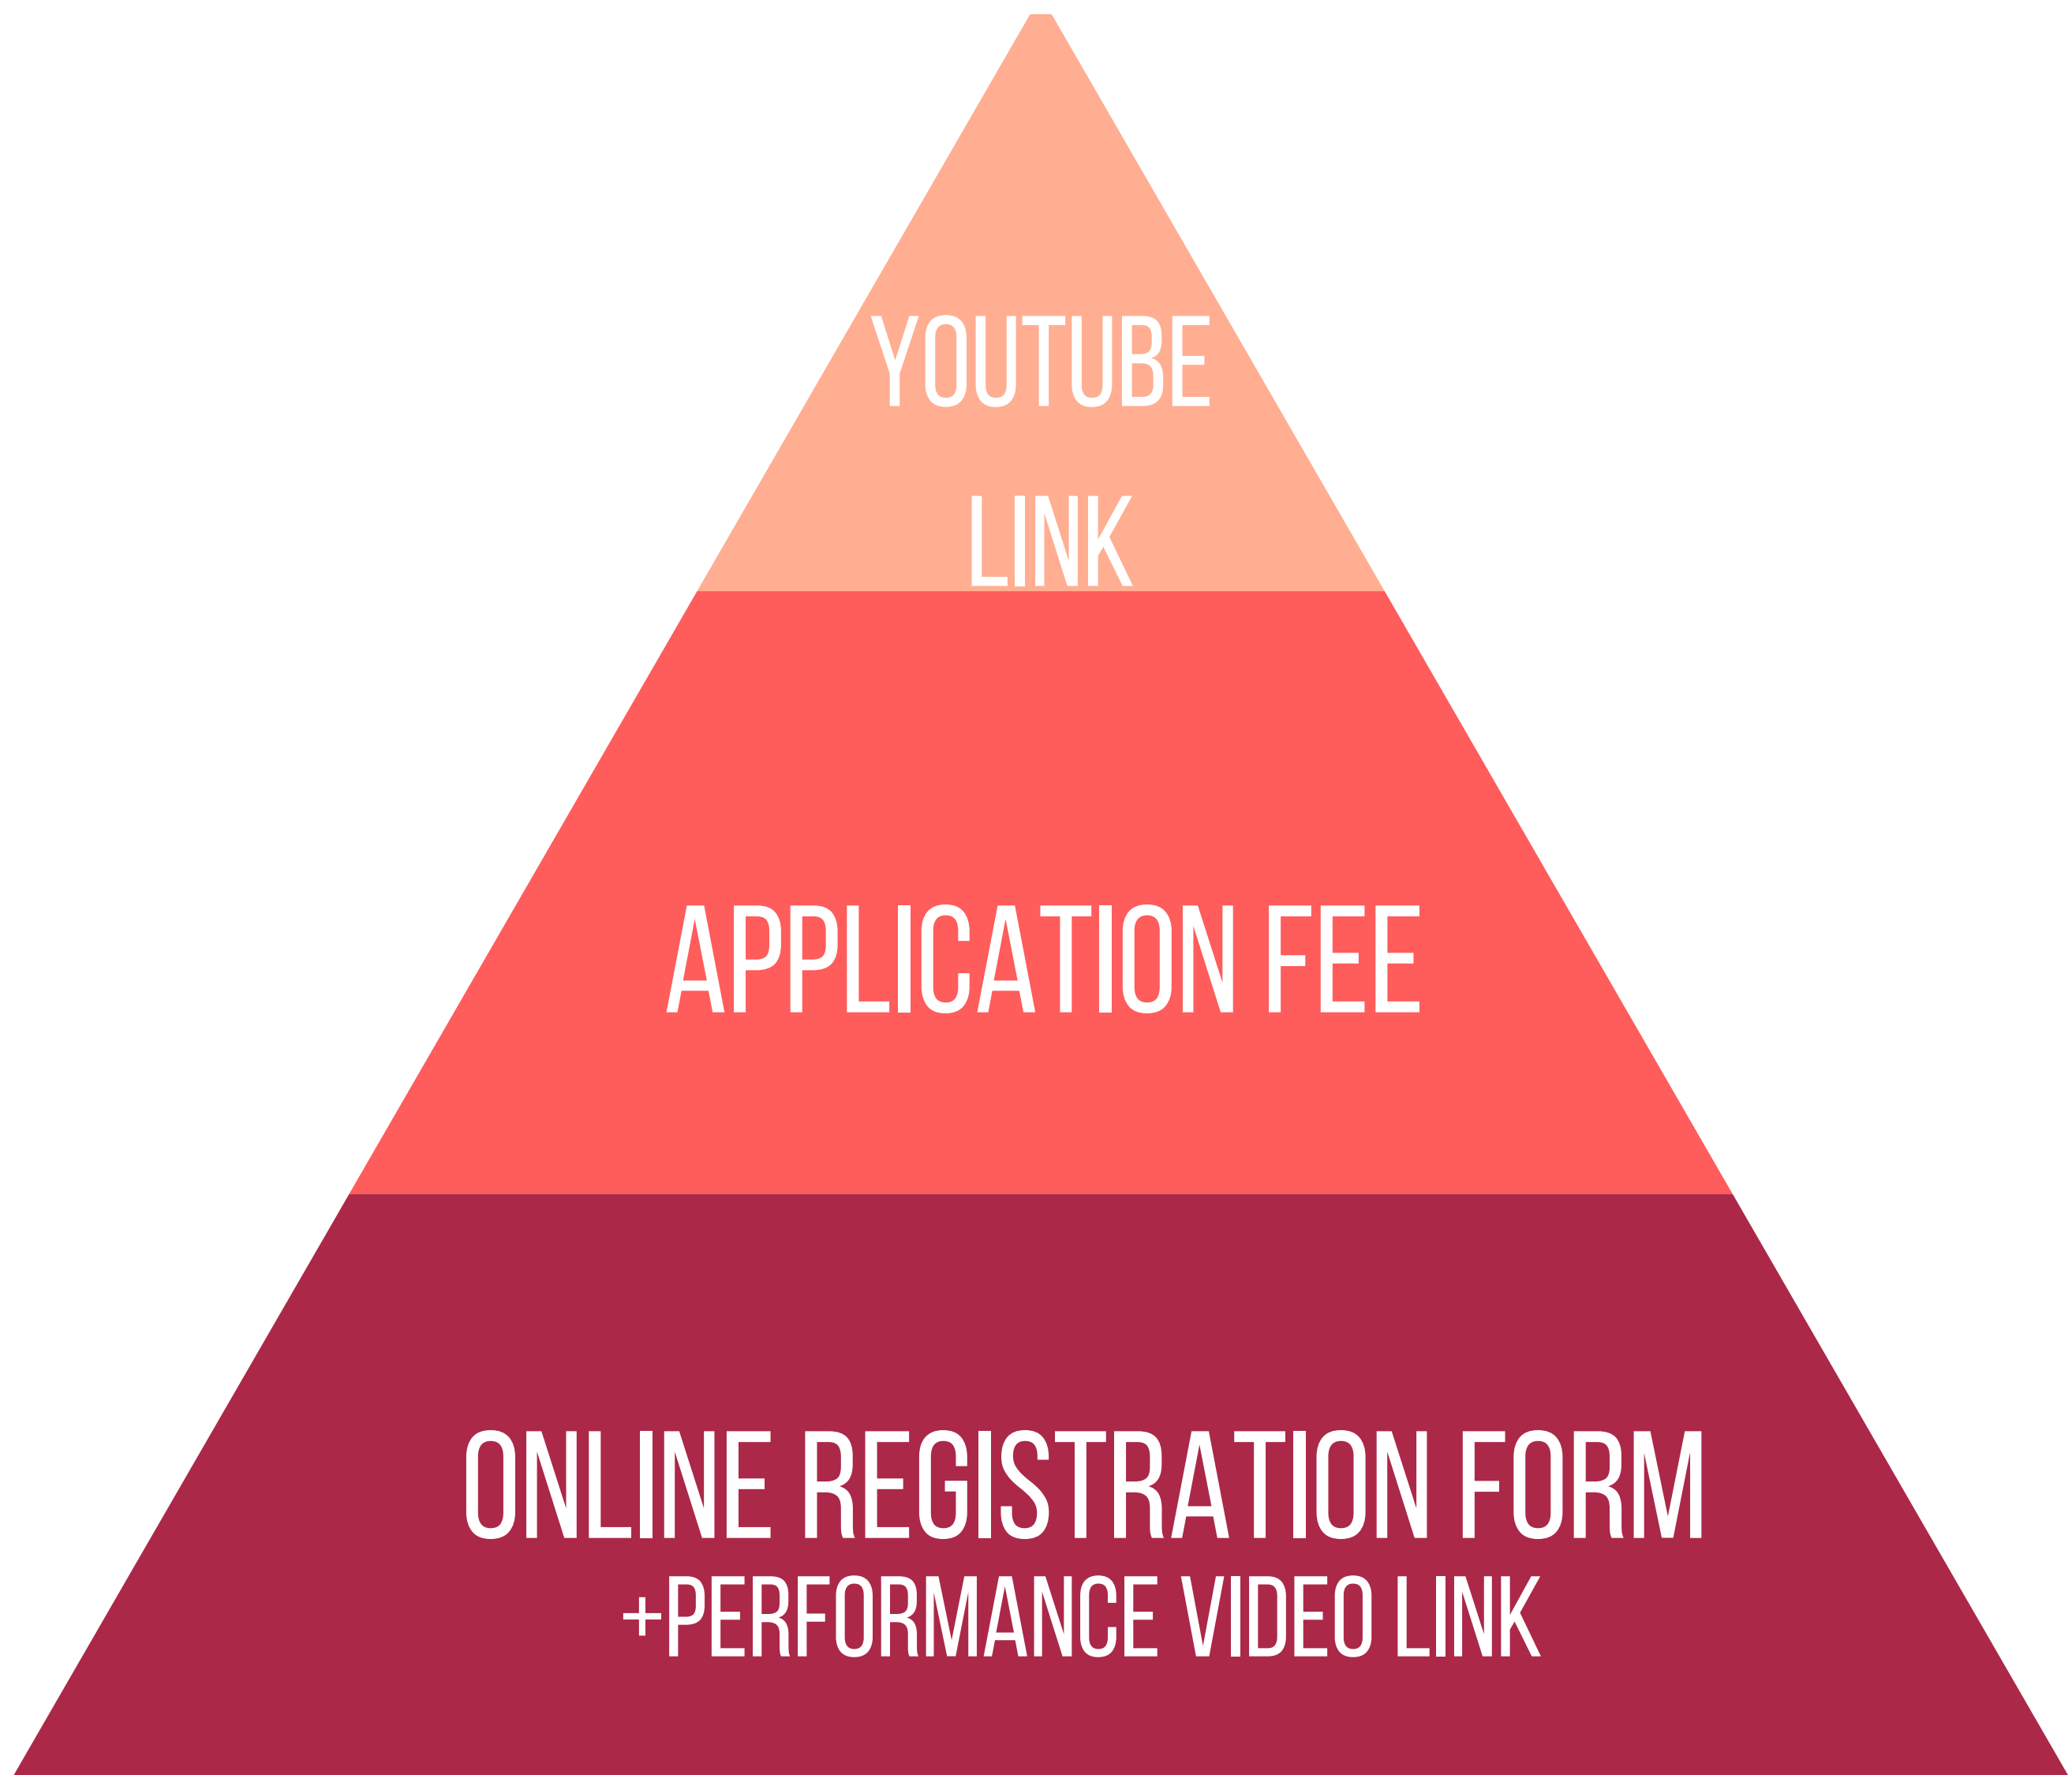 YOUTUBE
LINK
APPLICATION FEE
ONLINE REGISTRATION FORM
+PERFORMANCE VIDEO LINK